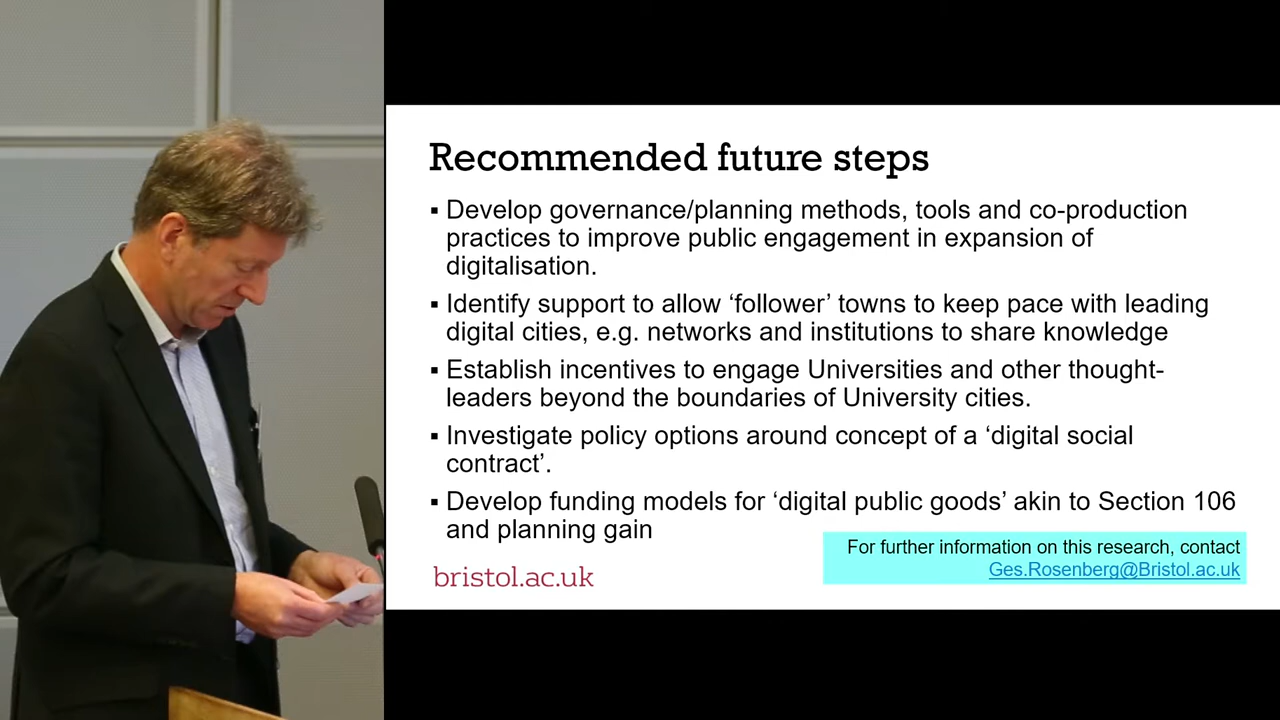 Recommended future steps
▪ Develop governance/planning methods, tools and co-production
practices to improve public engagement in expansion of
digitalisation.
▪ Identify support to allow ‘follower’ towns to keep pace with leading
digital cities, e.g. networks and institutions to share knowledge
▪ Establish incentives to engage Universities and other thought-
leaders beyond the boundaries of University cities.
▪ Investigate policy options around concept of a ‘digital social
contract’.
▪ Develop funding models for ‘digital public goods’ akin to Section 106
and planning gain
For further information on this research, contact
Ges.Rosenberg@Bristol.ac.uk
bristol.ac.uk